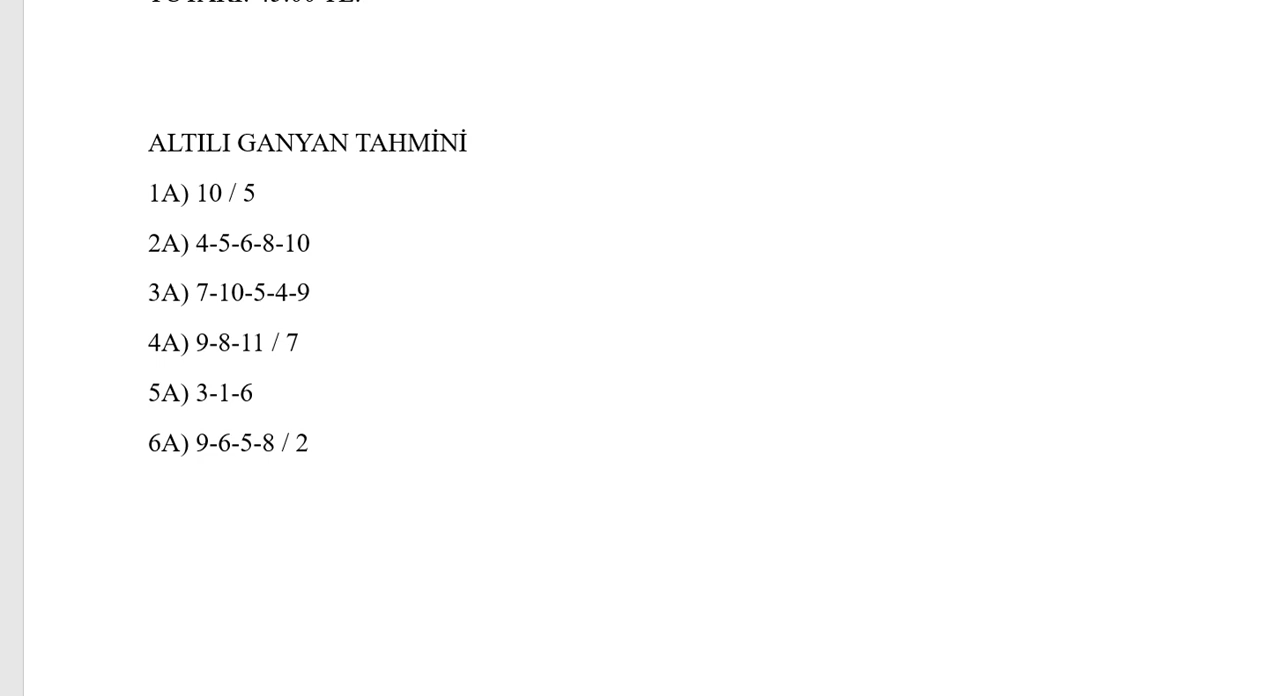 ALTILI GANYAN TAHMİNİ
1A) 10 / 5
2A) 4-5-6-8-10
3A) 7-10-5-4-9
4A) 9-8-11 / 7
5A) 3-1-6
6A) 9-6-5-8 / 2